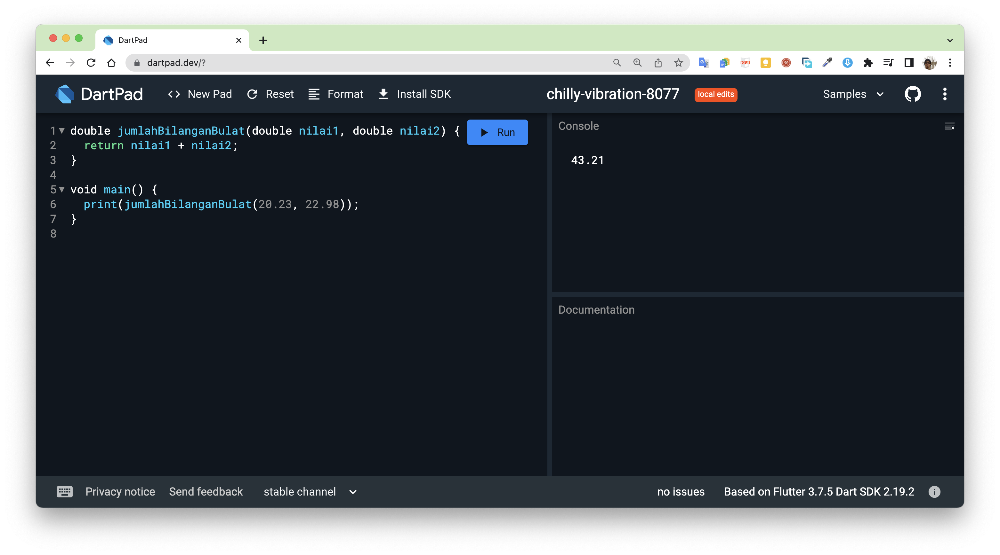 DartPad
dartpad.dev/?
DartPad
<> New Pad
Reset
Format
Install SDK
chilly-vibration-8077
local edits
Samples
Run
1 double jumlahBilanganBulat(double nilai1, double nilai2) {
2   return nilai1 + nilai2;
3 }
4
5 void main() {
6   print(jumlahBilanganBulat(20.23, 22.98));
7 }
8
Console
43.21
Documentation
Privacy notice
Send feedback
stable channel
no issues
Based on Flutter 3.7.5 Dart SDK 2.19.2